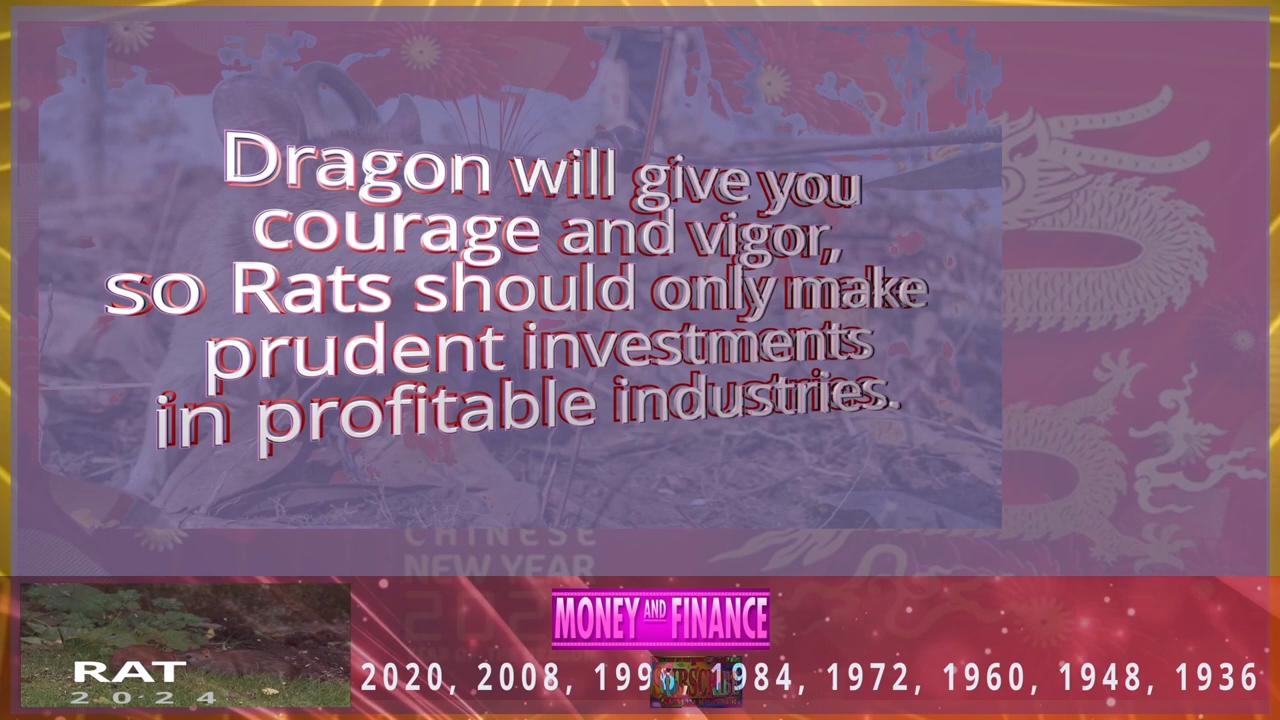 Dragon will give you
courage and vigor,
so Rats should only make
prudent investments
in profitable industries.
CHINESE
NEW YEAR
MONEY AND FINANCE
RAT
2024
2020, 2008, 1996, 1984, 1972, 1960, 1948, 1936